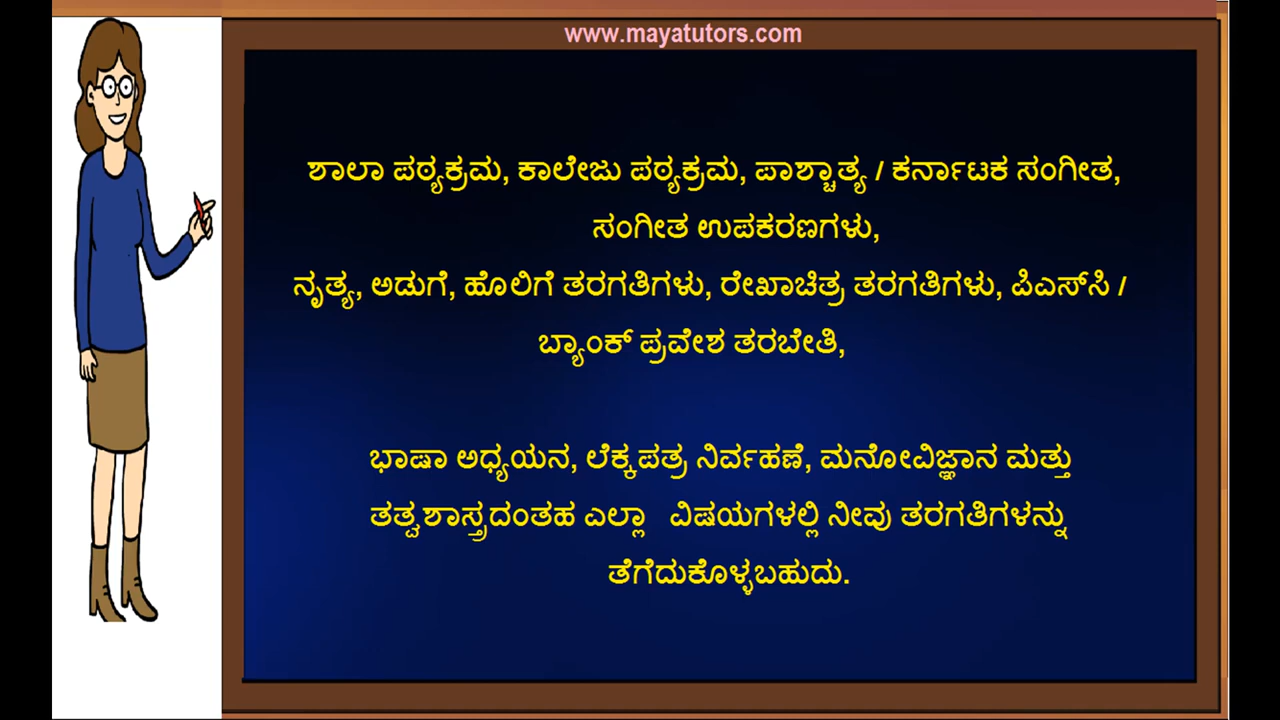 www.mayatutors.com
ಶಾಲಾ ಪಠ್ಯಕ್ರಮ, ಕಾಲೇಜು ಪಠ್ಯಕ್ರಮ, ಪಾಶ್ಚಾತ್ಯ / ಕರ್ನಾಟಕ ಸಂಗೀತ,
ಸಂಗೀತ ಉಪಕರಣಗಳು,
ನೃತ್ಯ, ಅಡುಗೆ, ಹೊಲಿಗೆ ತರಗತಿಗಳು, ರೇಖಾಚಿತ್ರ ತರಗತಿಗಳು, ಪಿಎಸ್‌ಸಿ /
ಬ್ಯಾಂಕ್ ಪ್ರವೇಶ ತರಬೇತಿ,
ಭಾಷಾ ಅಧ್ಯಯನ, ಲೆಕ್ಕಪತ್ರ ನಿರ್ವಹಣೆ, ಮನೋವಿಜ್ಞಾನ ಮತ್ತು
ತತ್ವಶಾಸ್ತ್ರದಂತಹ ಎಲ್ಲಾ ವಿಷಯಗಳಲ್ಲಿ ನೀವು ತರಗತಿಗಳನ್ನು
ತೆಗೆದುಕೊಳ್ಳಬಹುದು.